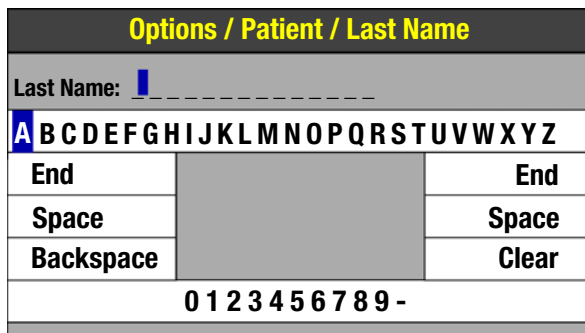 Options / Patient / Last Name
Last Name: _ _ _ _ _ _ _ _ _ _ _ _ _ _
A B C D E F G H I J K L M N O P Q R S T U V W X Y Z
End End
Space Space
Backspace Clear
0 1 2 3 4 5 6 7 8 9 -